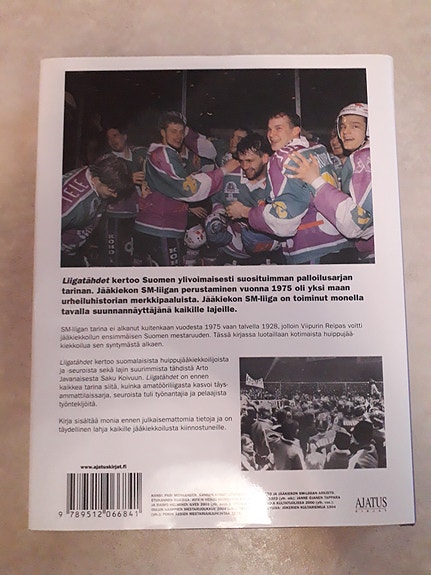 Liigatähdet kertoo Suomen ylivoimaisesti suosituimman palloilusarjan
tarinan. Jääkiekon SM-liigan perustaminen vuonna 1975 oli yksi maan
urheiluhistorian merkkipaaluista. Jääkiekon SM-liiga on toiminut monella
tavalla suunnannäyttäjänä kaikille lajeille.
SM-liigan tarina ei alkanut kuitenkaan vuodesta 1975 vaan talvella 1928, jolloin Viipurin Reipas voitti
jääkiekkoilun ensimmäisen Suomen mestaruuden. Tässä kirjassa luotaillaan kotimaista huippujää-
kiekkoilua sen syntymästä alkaen.
Liigatähdet kertoo suomalaisista huippujääkiekkoilijoista
ja -seuroista sekä lajin suurimmista tähdistä Arto
Javanaisesta Saku Koivuun. Liigatähdet on ennen
kaikkea tarina siitä, kuinka amatööriliigasta kasvoi täys-
ammattilaissarja, seuroista tuli työnantajia ja pelaajista
työntekijöitä.
Kirja sisältää monia ennen julkaisemattomia tietoja ja on
täydellinen lahja kaikille jääkiekkoilusta kiinnostuneille.
www.ajatuskirjat.fi
9 789512 066841
AJATUS
KIRJAT